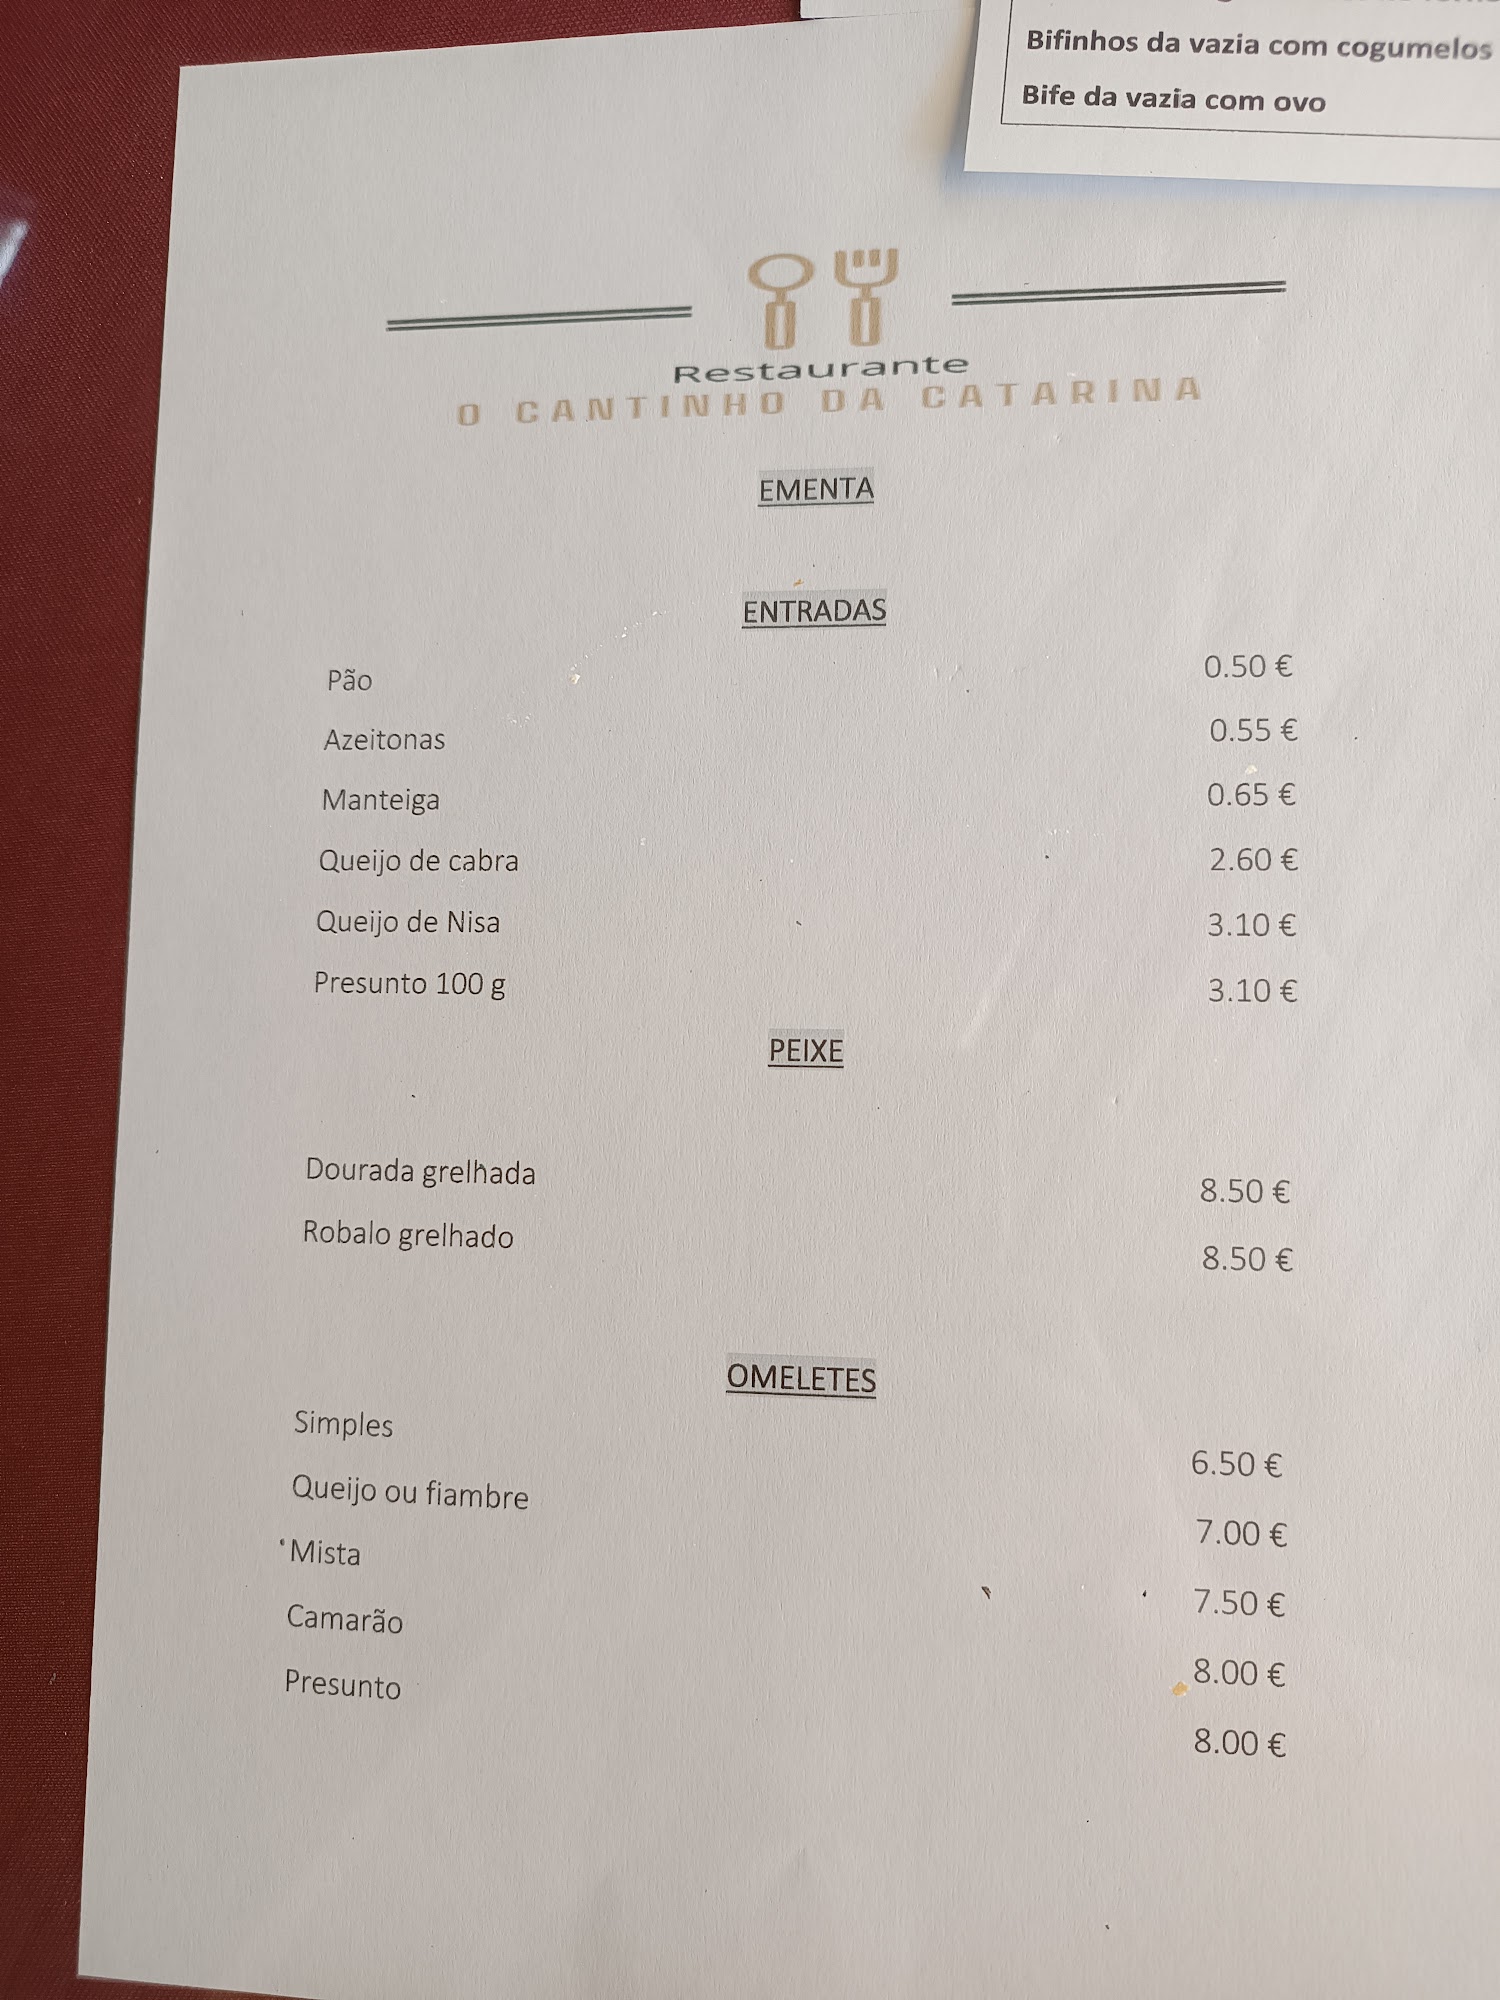 Bifinhos da vazia com cogumelos
Bife da vazia com ovo
Restaurante
O CANTINHO DA CATARINA
EMENTA
ENTRADAS
Pão 0.50 €
Azeitonas 0.55 €
Manteiga 0.65 €
Queijo de cabra 2.60 €
Queijo de Nisa 3.10 €
Presunto 100 g 3.10 €
PEIXE
Dourada grelhada 8.50 €
Robalo grelhado 8.50 €
OMELETES
Simples 6.50 €
Queijo ou fiambre 7.00 €
Mista 7.50 €
Camarão 8.00 €
Presunto 8.00 €